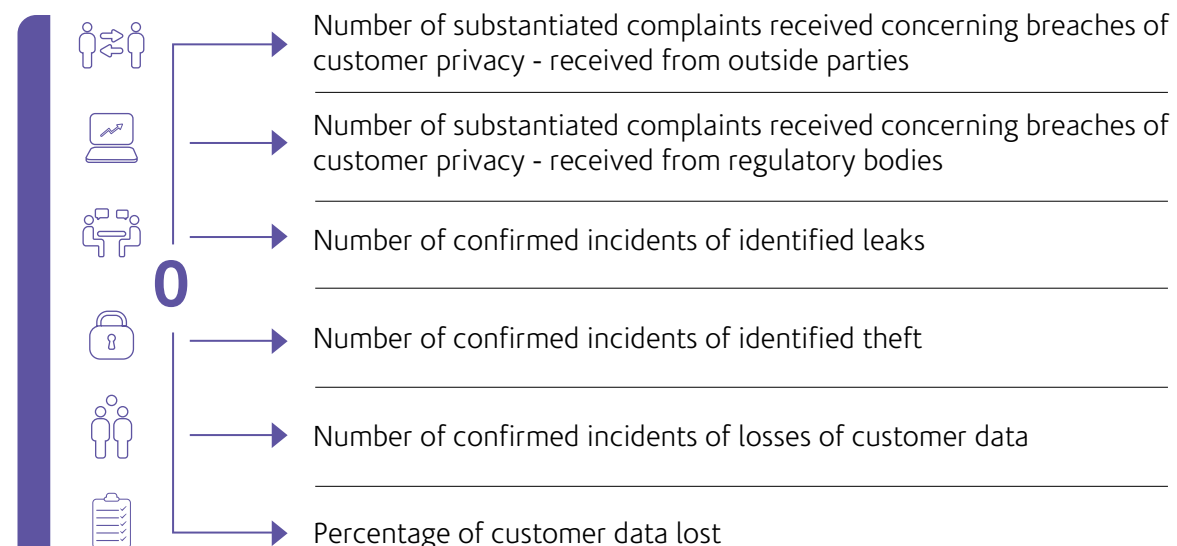 Number of substantiated complaints received concerning breaches of
customer privacy - received from outside parties
Number of substantiated complaints received concerning breaches of
customer privacy - received from regulatory bodies
Number of confirmed incidents of identified leaks
0
Number of confirmed incidents of identified theft
Number of confirmed incidents of losses of customer data
Percentage of customer data lost